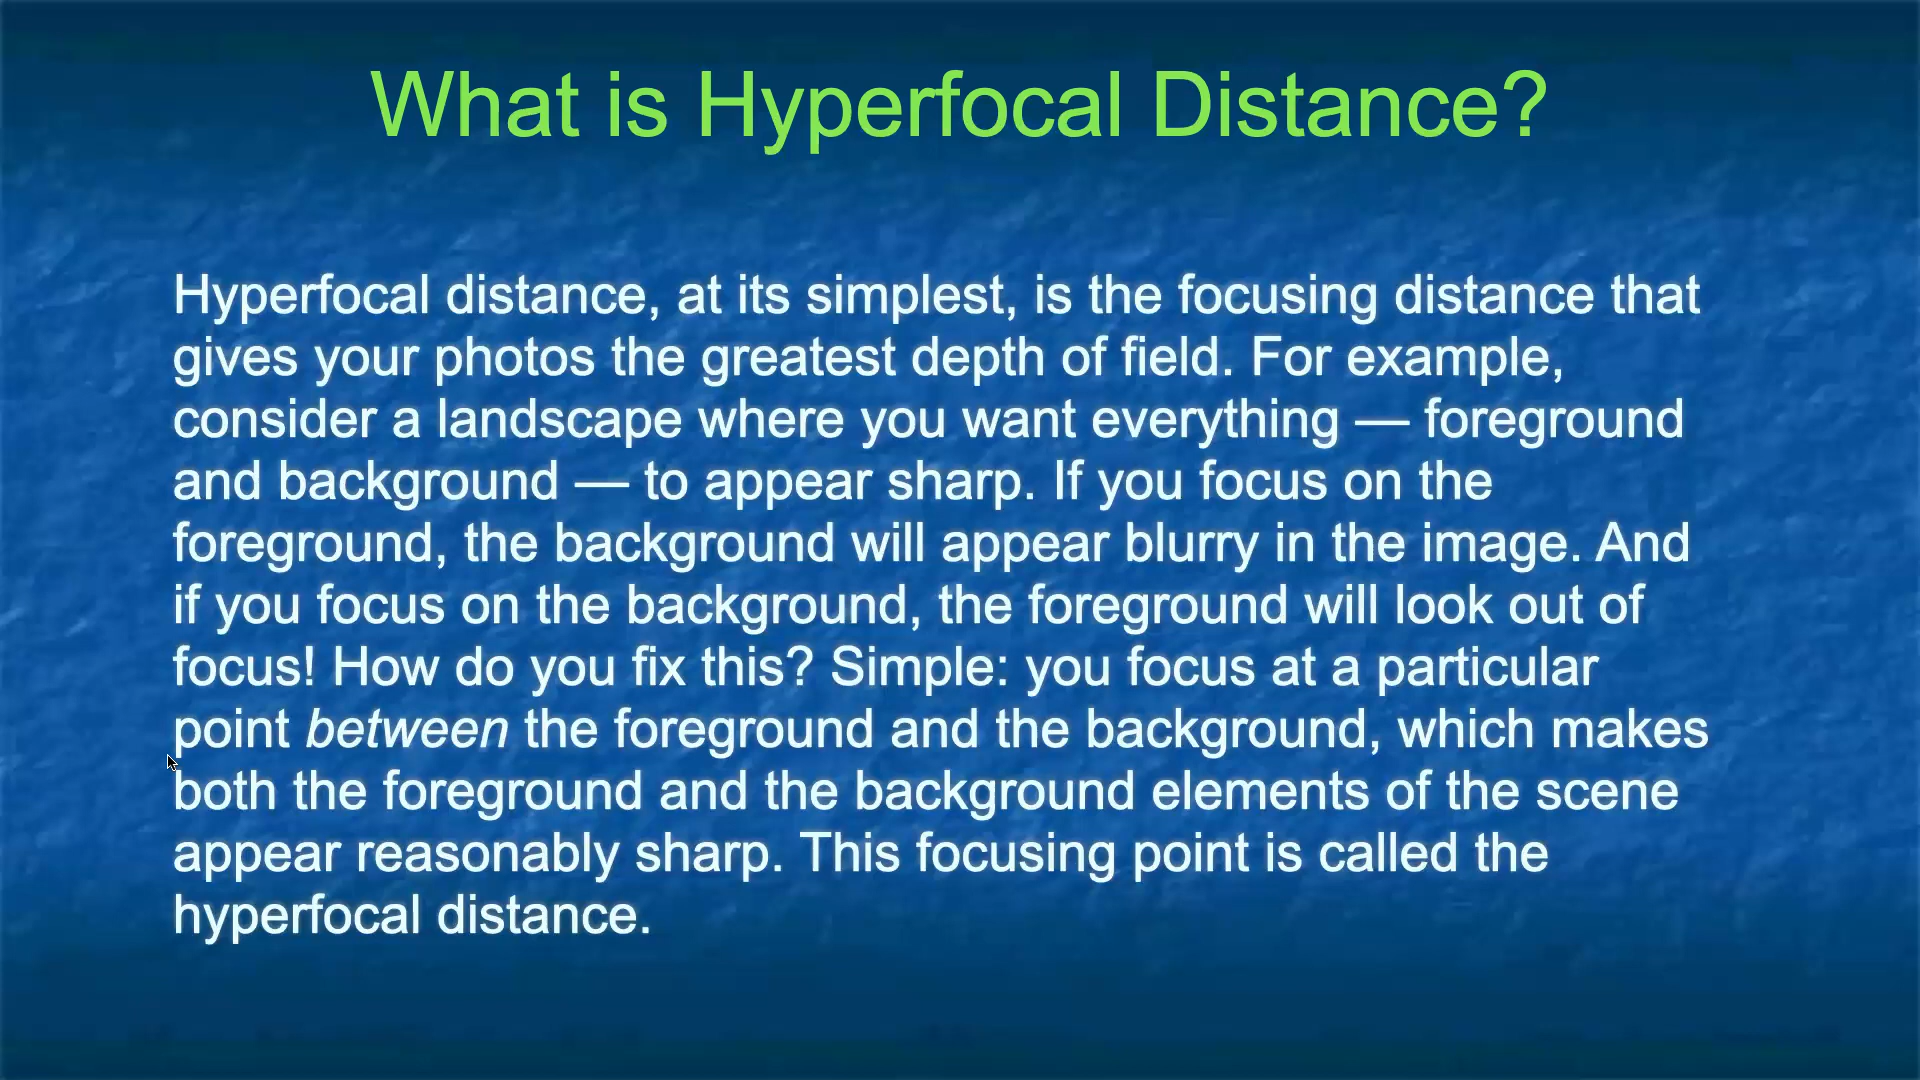 What is Hyperfocal Distance?
Hyperfocal distance, at its simplest, is the focusing distance that
gives your photos the greatest depth of field. For example,
consider a landscape where you want everything — foreground
and background — to appear sharp. If you focus on the
foreground, the background will appear blurry in the image. And
if you focus on the background, the foreground will look out of
focus! How do you fix this? Simple: you focus at a particular
point between the foreground and the background, which makes
both the foreground and the background elements of the scene
appear reasonably sharp. This focusing point is called the
hyperfocal distance.